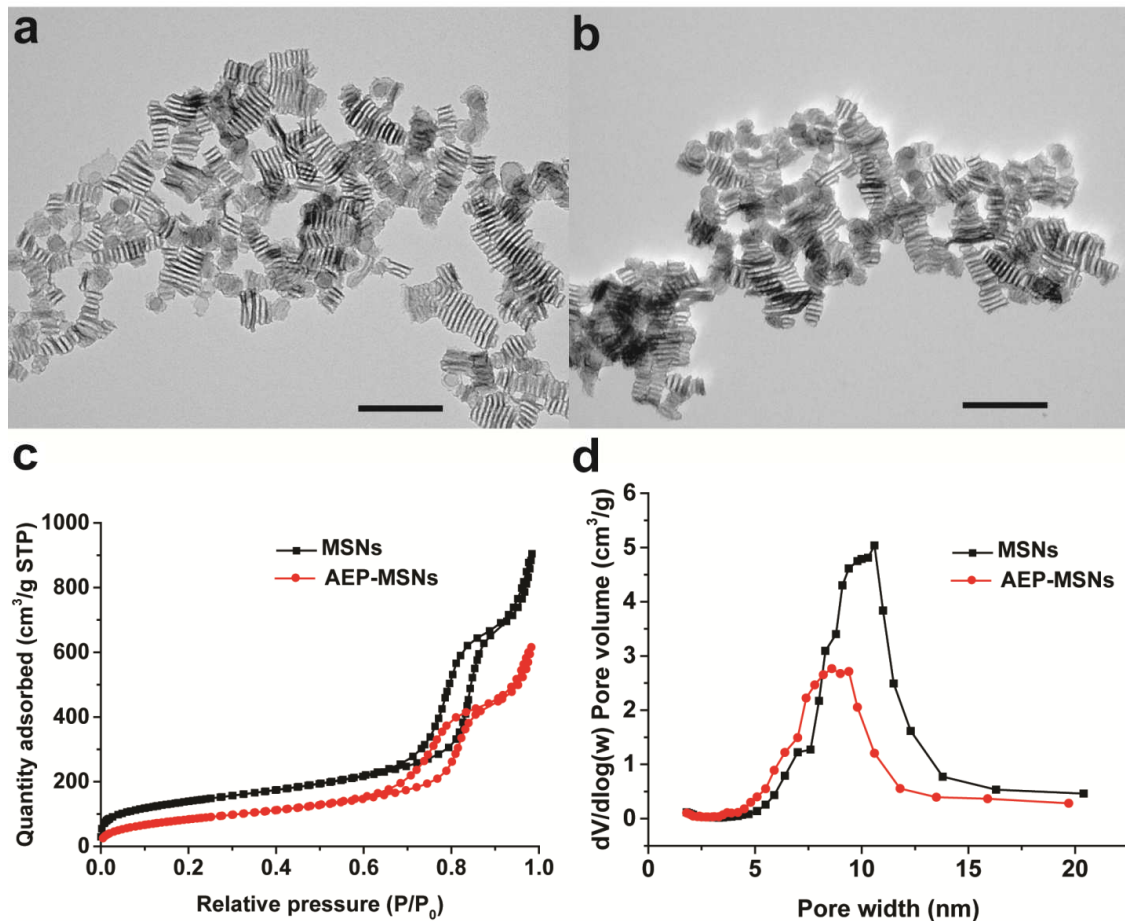 a
b
c
Quantity adsorbed (cm³/g STP)
1000
800
600
400
200
0
MSNs
AEP-MSNs
0.0 0.2 0.4 0.6 0.8 1.0
Relative pressure (P/P₀)
d
dV/dlog(w) Pore volume (cm³/g)
6
5
4
3
2
1
0
MSNs
AEP-MSNs
0 5 10 15 20
Pore width (nm)